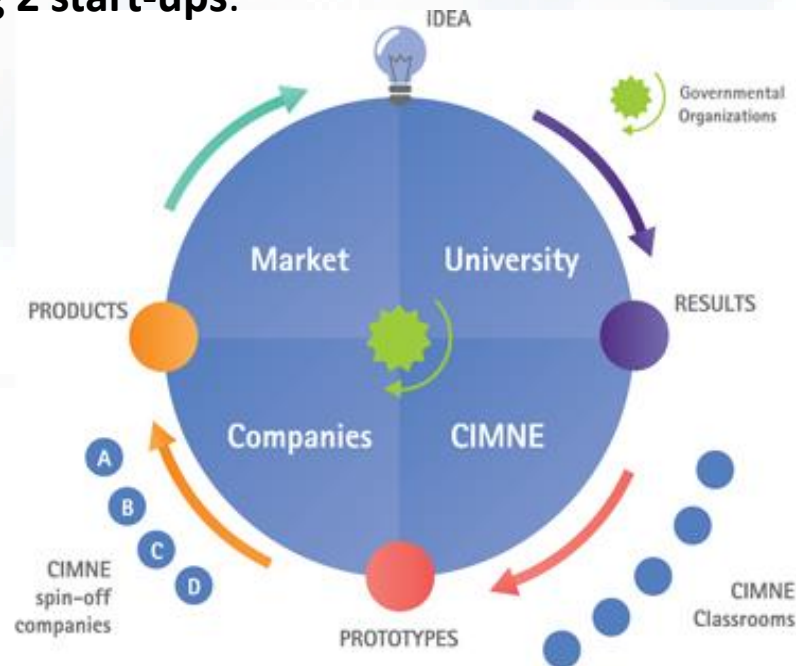 g 2 start-ups.
IDEA
Governmental
Organizations
Market
University
PRODUCTS
RESULTS
Companies
CIMNE
A
B
C
D
CIMNE
spin-off
companies
CIMNE
Classrooms
PROTOTYPES